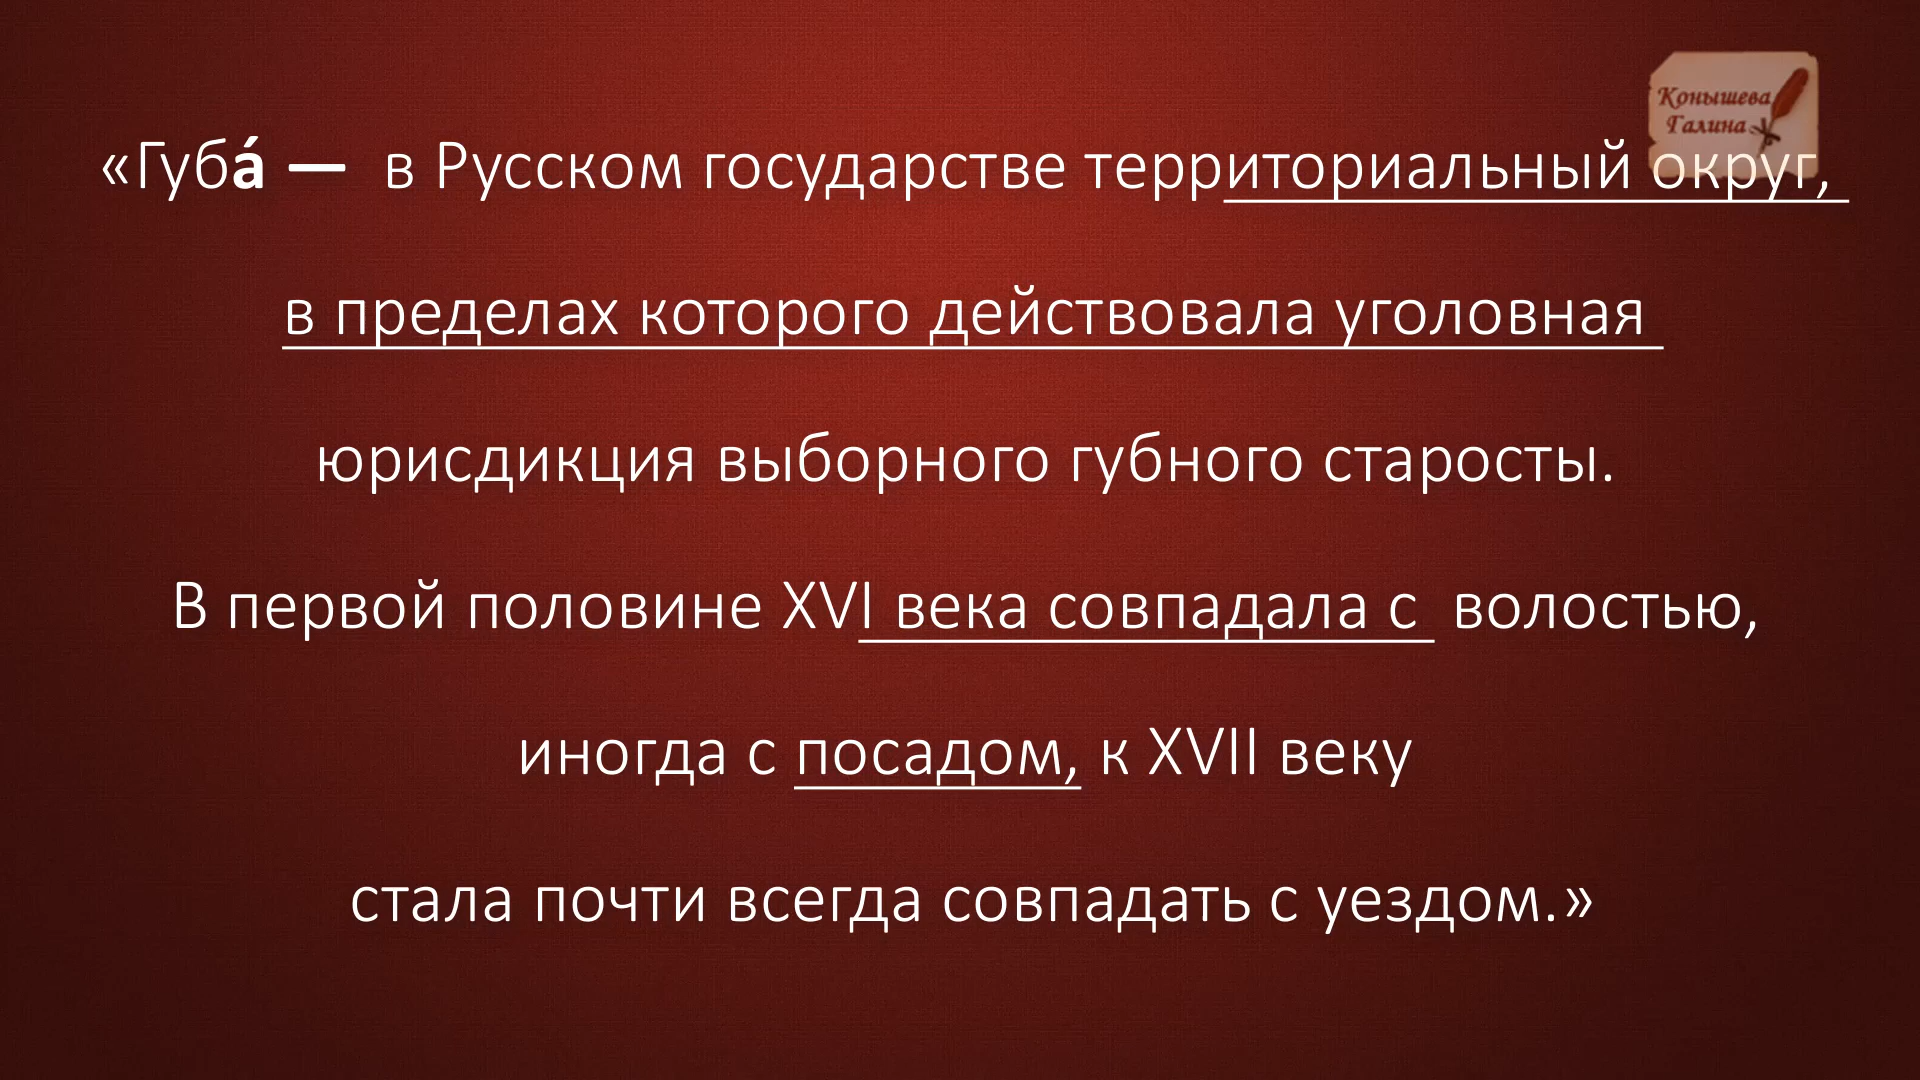 Конышева
Галина
«Губа́ — в Русском государстве территориальный округ,
в пределах которого действовала уголовная
юрисдикция выборного губного старосты.
В первой половине XVI века совпадала с волостью,
иногда с посадом, к XVII веку
стала почти всегда совпадать с уездом.»